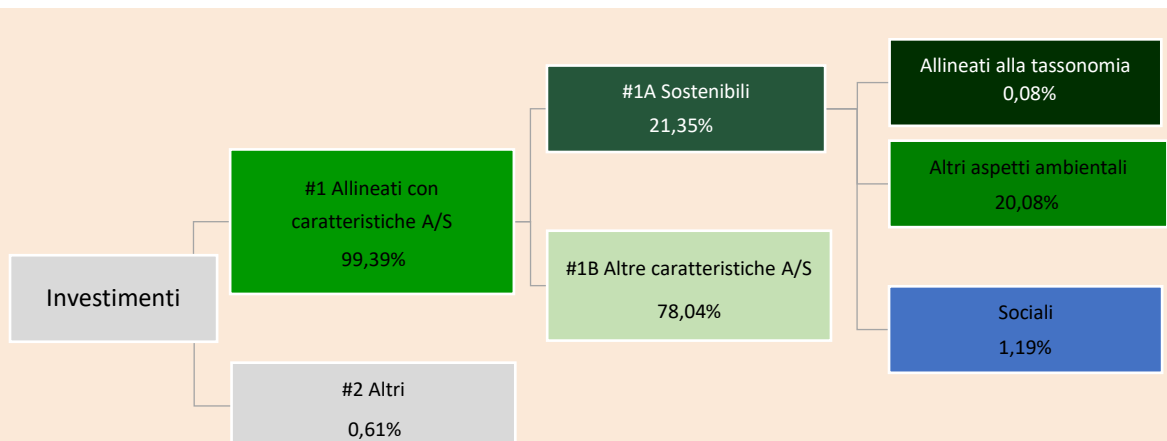 Investimenti
#1 Allineati con
caratteristiche A/S
99,39%
#2 Altri
0,61%
#1A Sostenibili
21,35%
#1B Altre caratteristiche A/S
78,04%
Allineati alla tassonomia
0,08%
Altri aspetti ambientali
20,08%
Sociali
1,19%